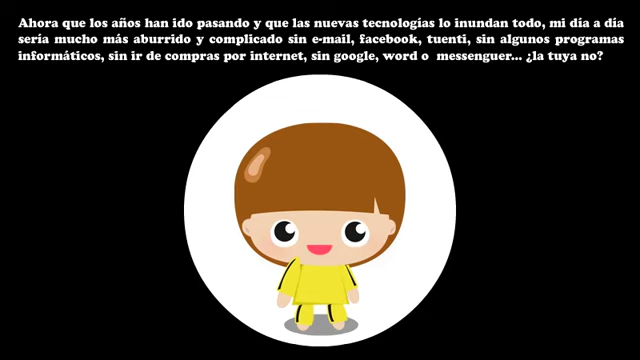 Ahora que los años han ido pasando y que las nuevas tecnologías lo inundan todo, mi día a día
sería mucho más aburrido y complicado sin e-mail, facebook, tuenti, sin algunos programas
informáticos, sin ir de compras por internet, sin google, word o messenguer... ¿la tuya no?